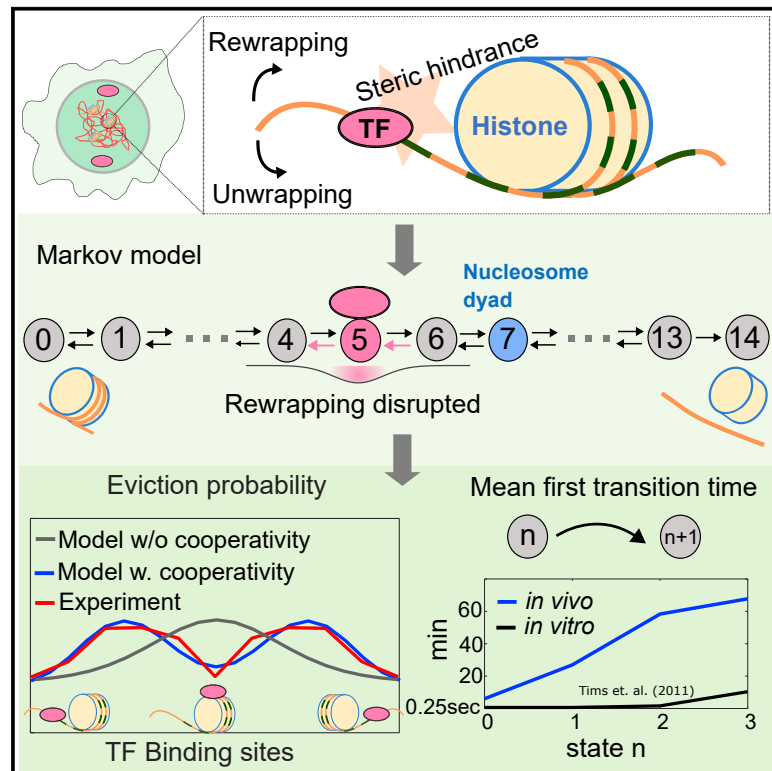 Rewrapping
Steric hindrance
TF
Histone
Unwrapping
Markov model
Nucleosome
dyad
0
1
4
5
6
7
13
14
Rewrapping disrupted
Eviction probability
Model w/o cooperativity
Model w. cooperativity
Experiment
TF Binding sites
Mean first transition time
n
n+1
min
60
40
20
0.25sec
in vivo
in vitro
Tims et. al. (2011)
0
1
2
3
state n